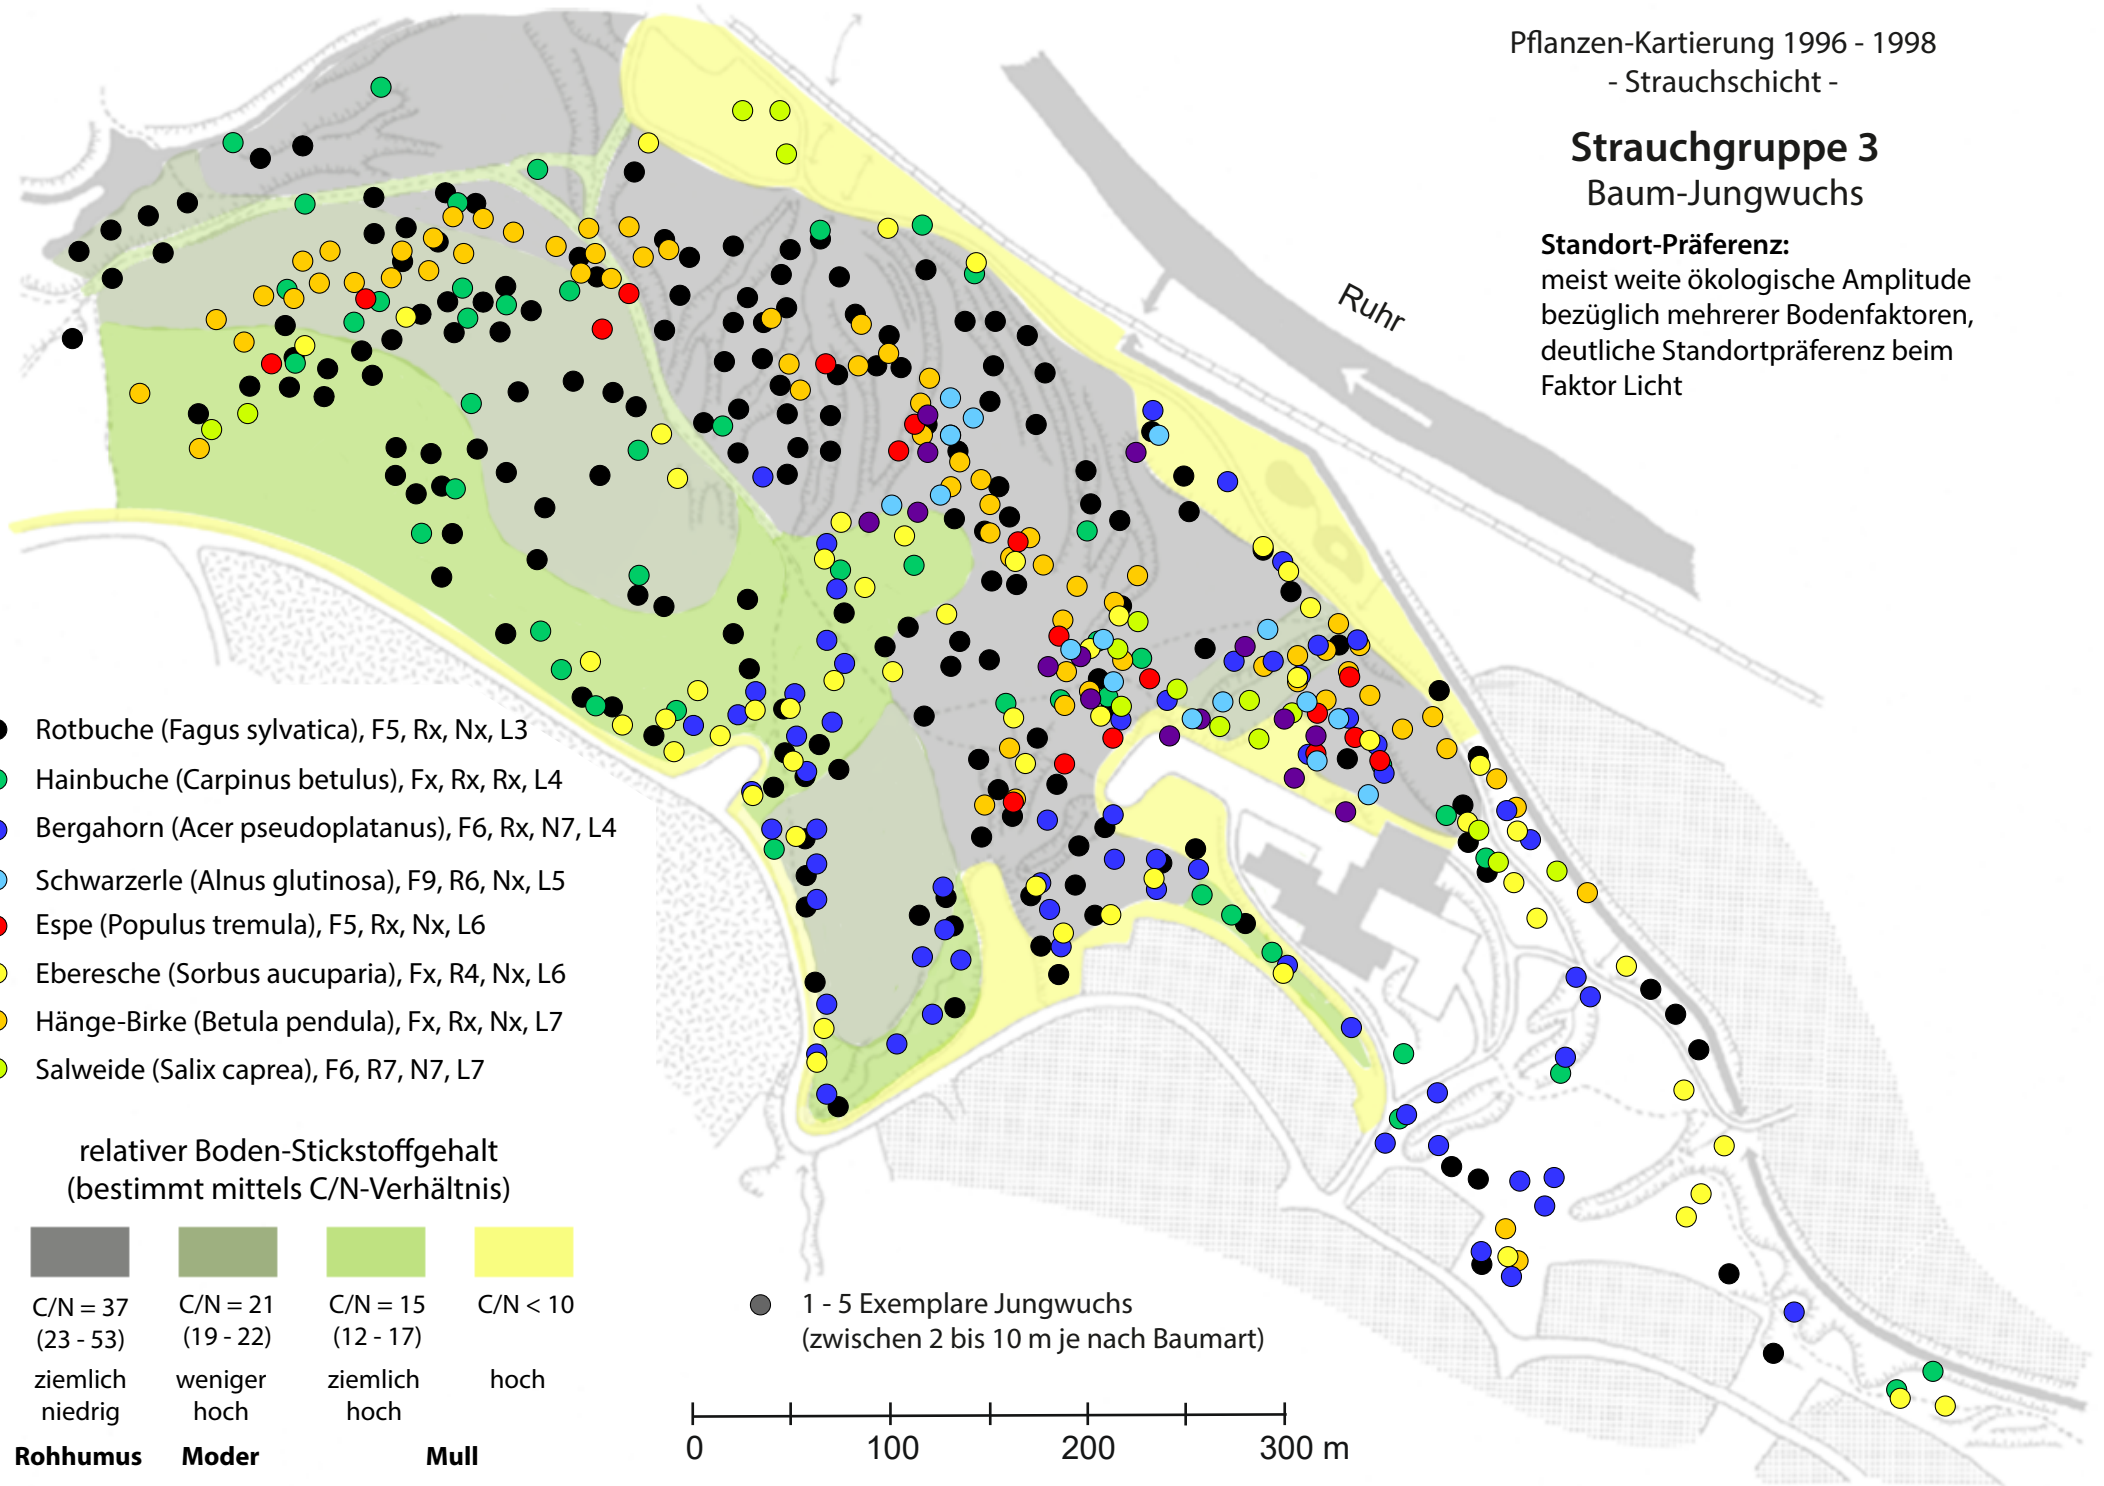 Pflanzen-Kartierung 1996 - 1998
- Strauchschicht -
Strauchgruppe 3
Baum-Jungwuchs
Standort-Präferenz:
meist weite ökologische Amplitude
bezüglich mehrerer Bodenfaktoren,
deutliche Standortpräferenz beim
Faktor Licht
Ruhr
Rotbuche (Fagus sylvatica), F5, Rx, Nx, L3
Hainbuche (Carpinus betulus), Fx, Rx, Rx, L4
Bergahorn (Acer pseudoplatanus), F6, Rx, N7, L4
Schwarzerle (Alnus glutinosa), F9, R6, Nx, L5
Espe (Populus tremula), F5, Rx, Nx, L6
Eberesche (Sorbus aucuparia), Fx, R4, Nx, L6
Hänge-Birke (Betula pendula), Fx, Rx, Nx, L7
Salweide (Salix caprea), F6, R7, N7, L7
relativer Boden-Stickstoffgehalt
(bestimmt mittels C/N-Verhältnis)
C/N = 37 C/N = 21 C/N = 15 C/N < 10
(23 - 53) (19 - 22) (12 - 17)
ziemlich weniger ziemlich hoch
niedrig hoch hoch
Rohhumus Moder Mull
1 - 5 Exemplare Jungwuchs
(zwischen 2 bis 10 m je nach Baumart)
0 100 200 300 m